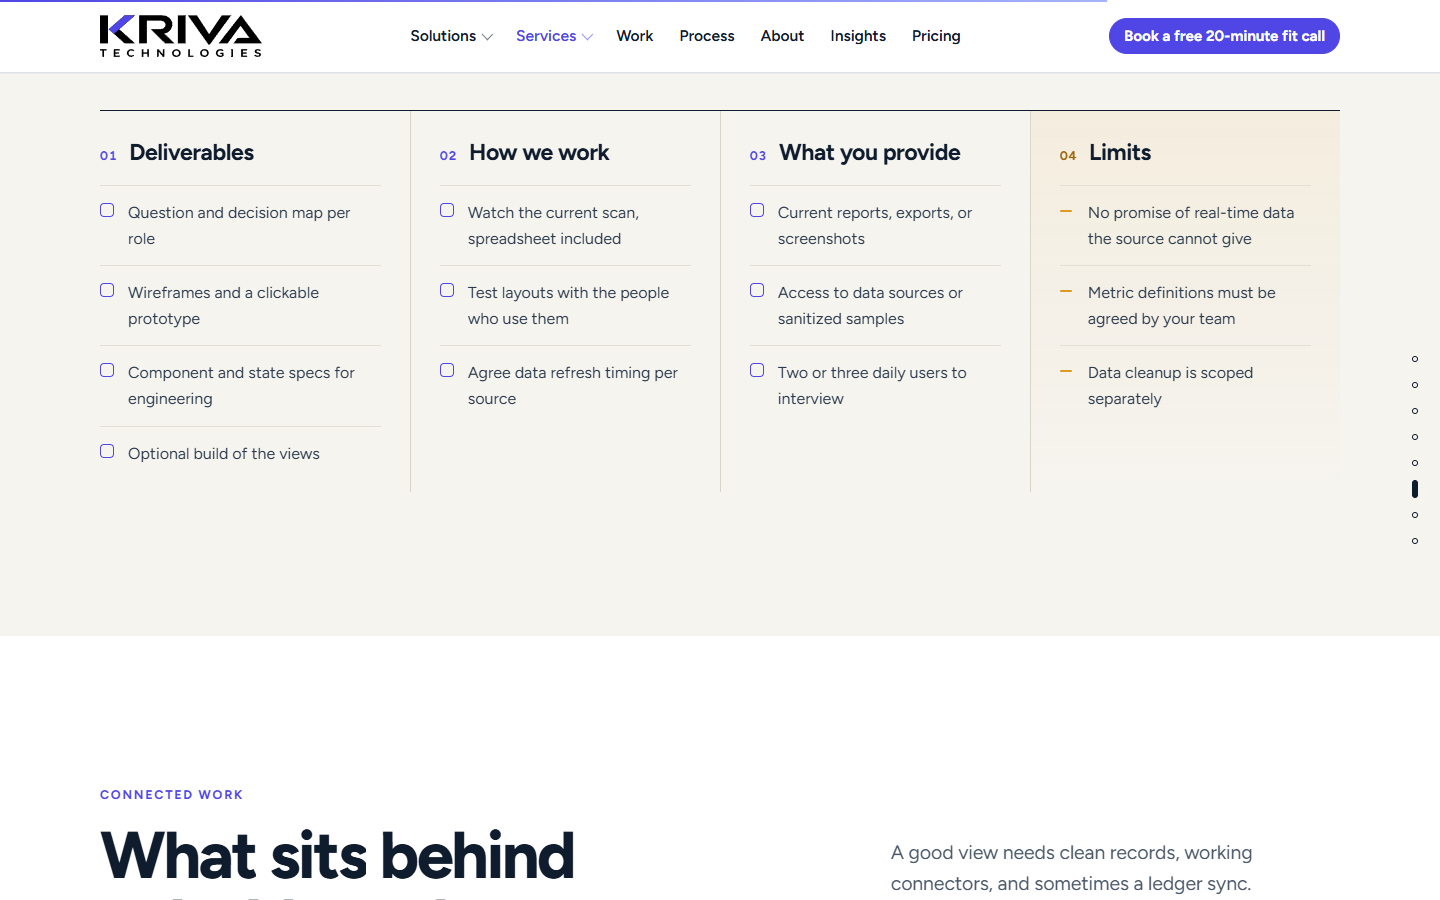 KRIVA
TECHNOLOGIES
Solutions
Services
Work
Process
About
Insights
Pricing
Book a free 20-minute fit call
01 Deliverables
Question and decision map per
role
Wireframes and a clickable
prototype
Component and state specs for
engineering
Optional build of the views
02 How we work
Watch the current scan,
spreadsheet included
Test layouts with the people
who use them
Agree data refresh timing per
source
03 What you provide
Current reports, exports, or
screenshots
Access to data sources or
sanitized samples
Two or three daily users to
interview
04 Limits
No promise of real-time data
the source cannot give
Metric definitions must be
agreed by your team
Data cleanup is scoped
separately
CONNECTED WORK
What sits behind
A good view needs clean records, working
connectors, and sometimes a ledger sync.